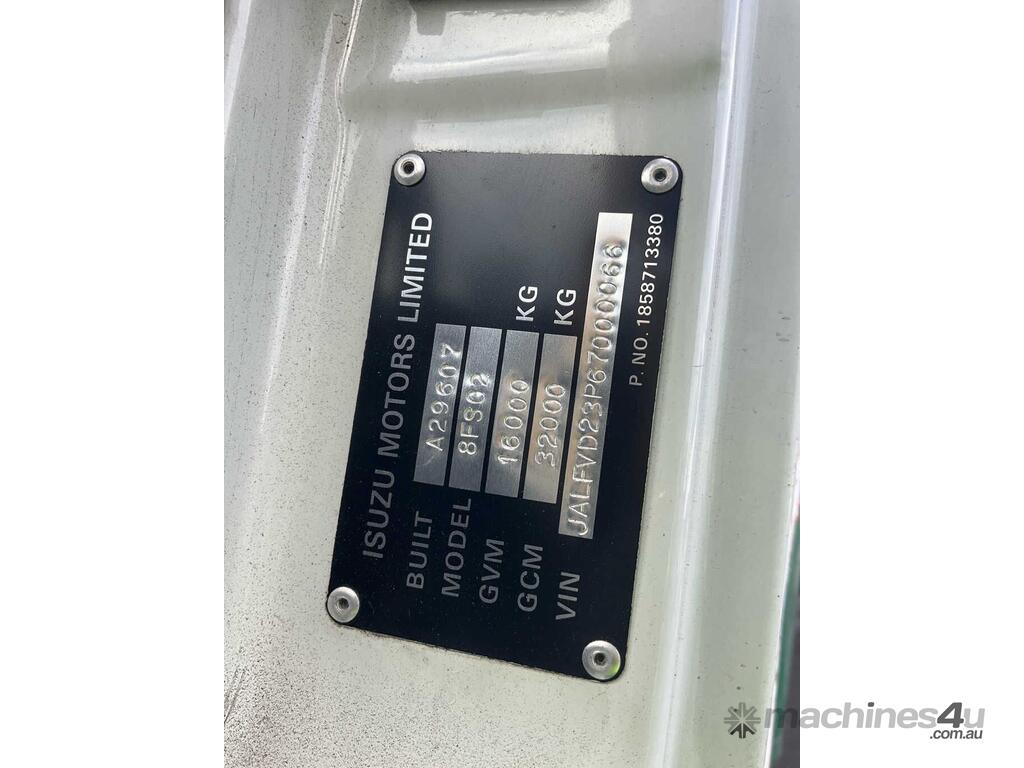 ISUZU MOTORS LIMITED
BUILT A29607
MODEL 8FS02
GVM 16000 KG
GCM 32000 KG
VIN JALFVD23P67000066
P. NO. 1858713380
machines4u
.com.au